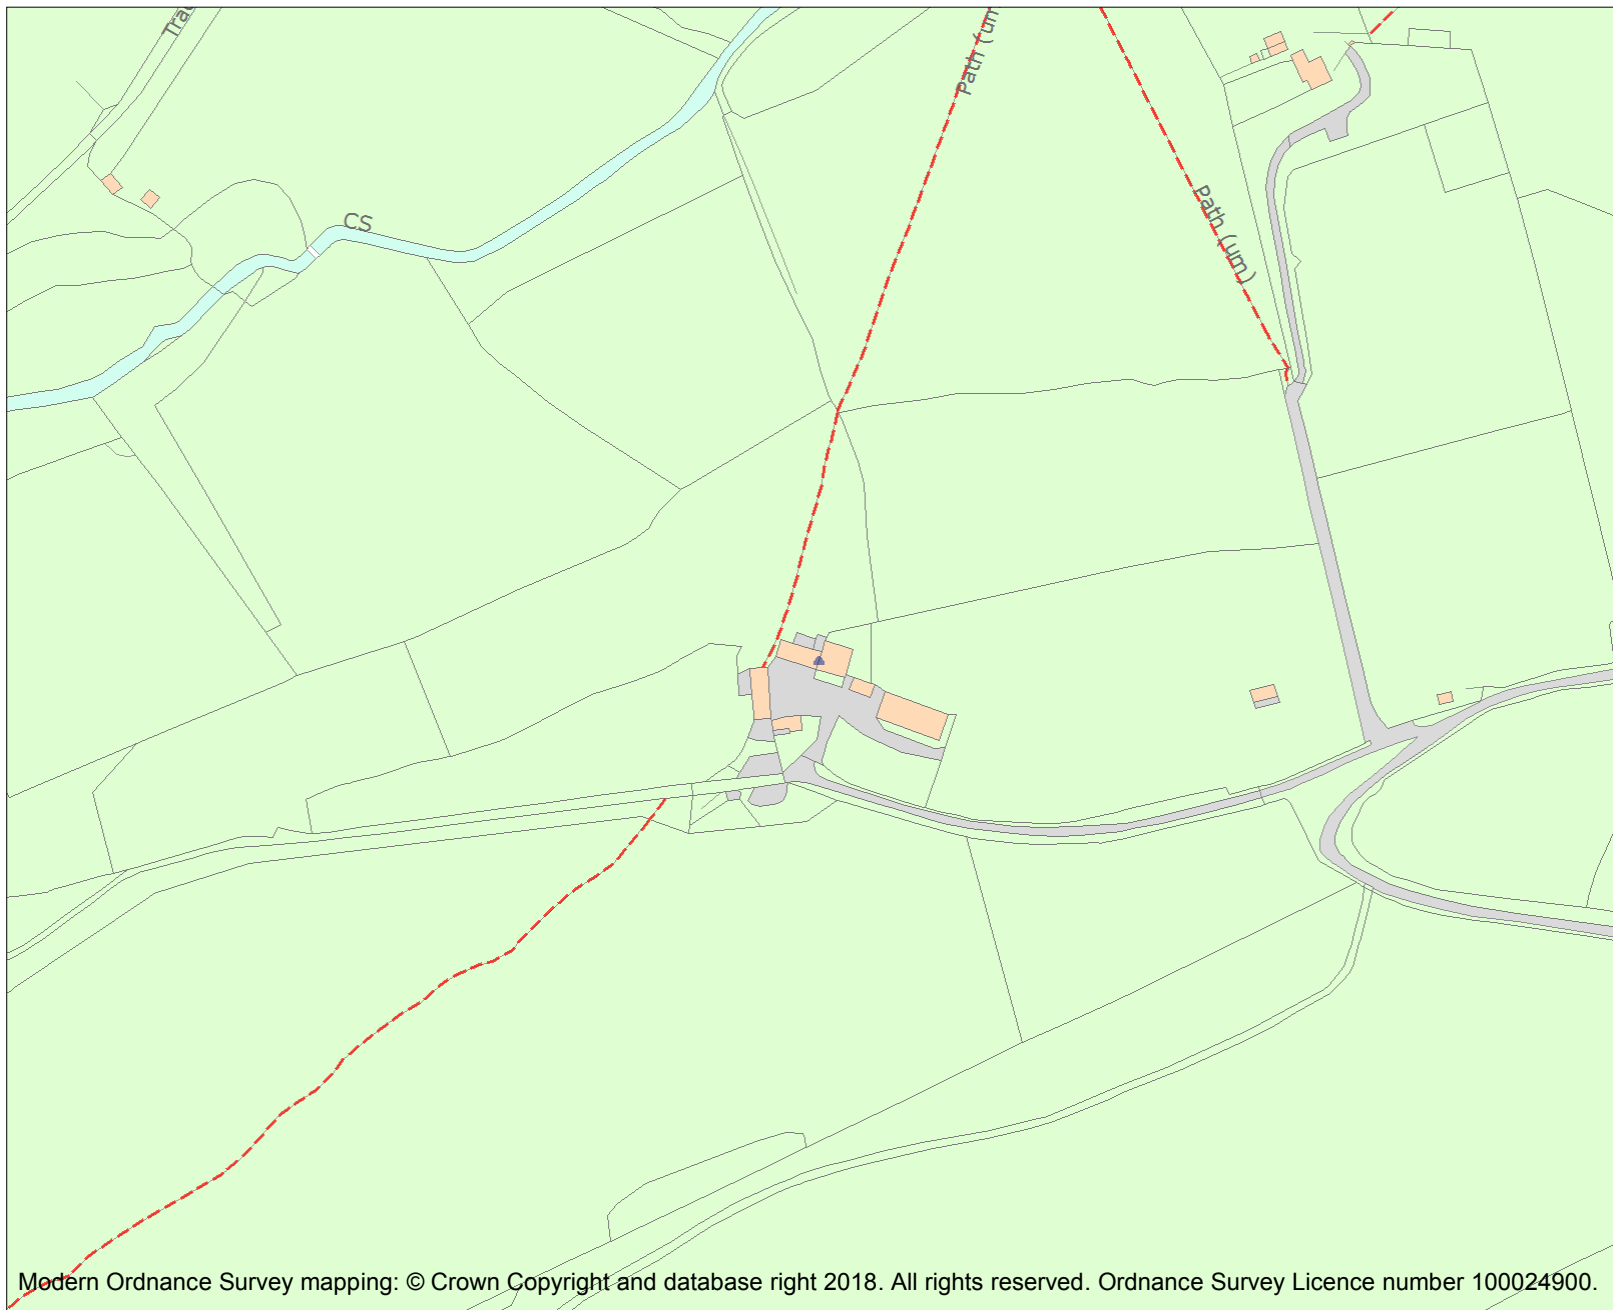 Path (um)
CS
Modern Ordnance Survey mapping: © Crown Copyright and database right 2018. All rights reserved. Ordnance Survey Licence number 100024900.